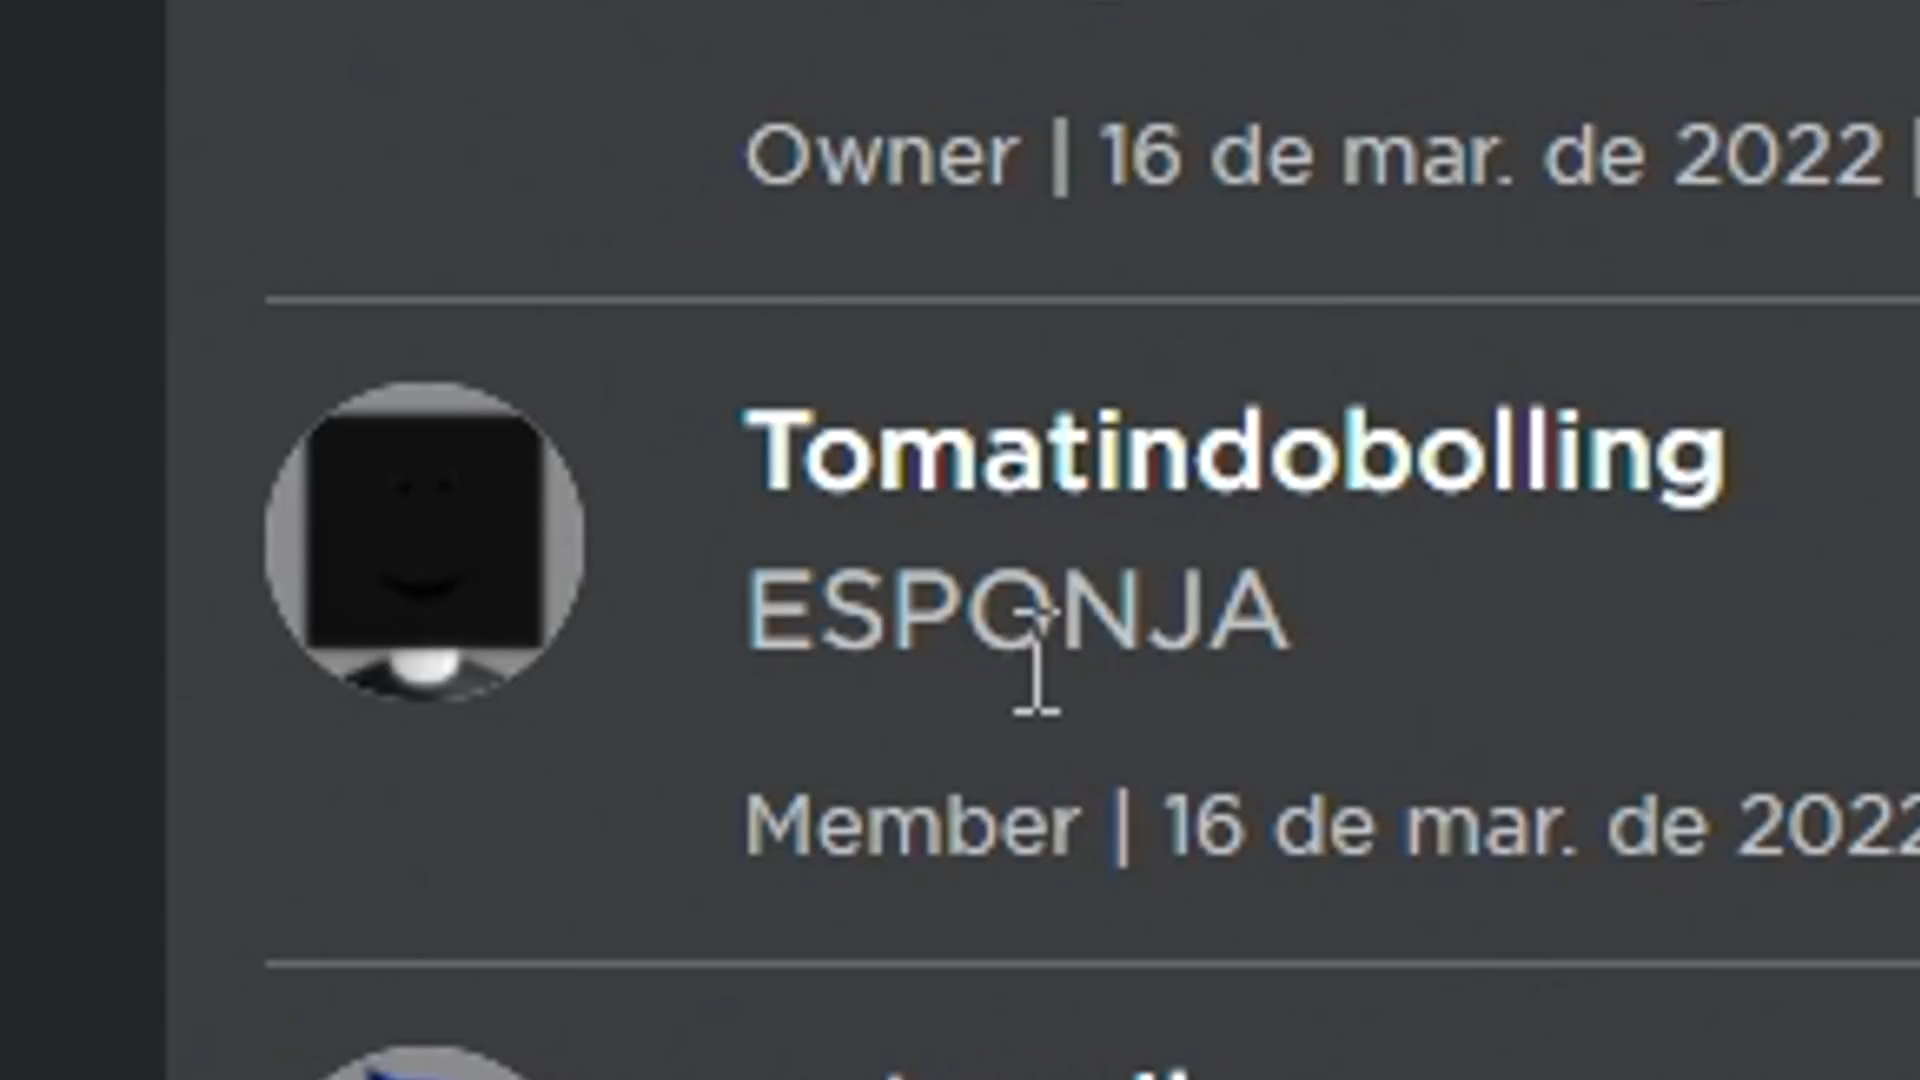 Owner | 16 de mar. de 2022 |
Tomatindobolling
ESPONJA
Member | 16 de mar. de 2022